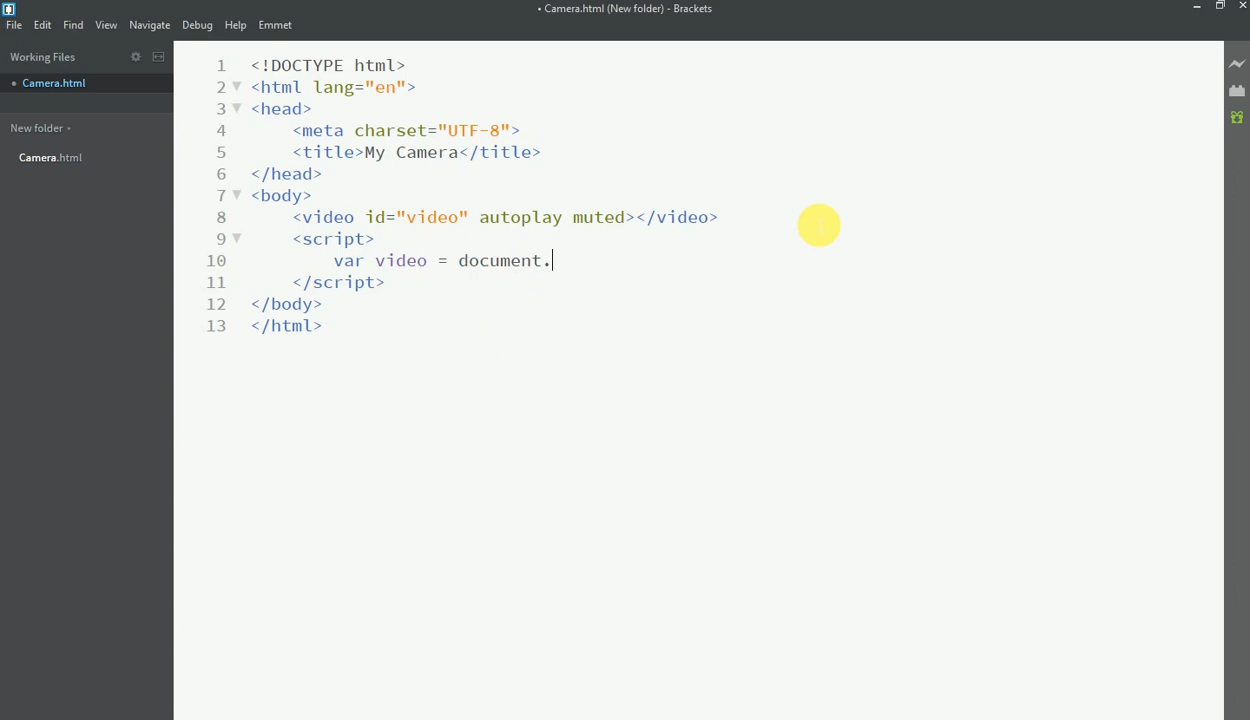 • Camera.html (New folder) - Brackets
File Edit Find View Navigate Debug Help Emmet
Working Files
• Camera.html
New folder
Camera.html
1 <!DOCTYPE html>
2 <html lang="en">
3 <head>
4 <meta charset="UTF-8">
5 <title>My Camera</title>
6 </head>
7 <body>
8 <video id="video" autoplay muted></video>
9 <script>
10 var video = document.
11 </script>
12 </body>
13 </html>